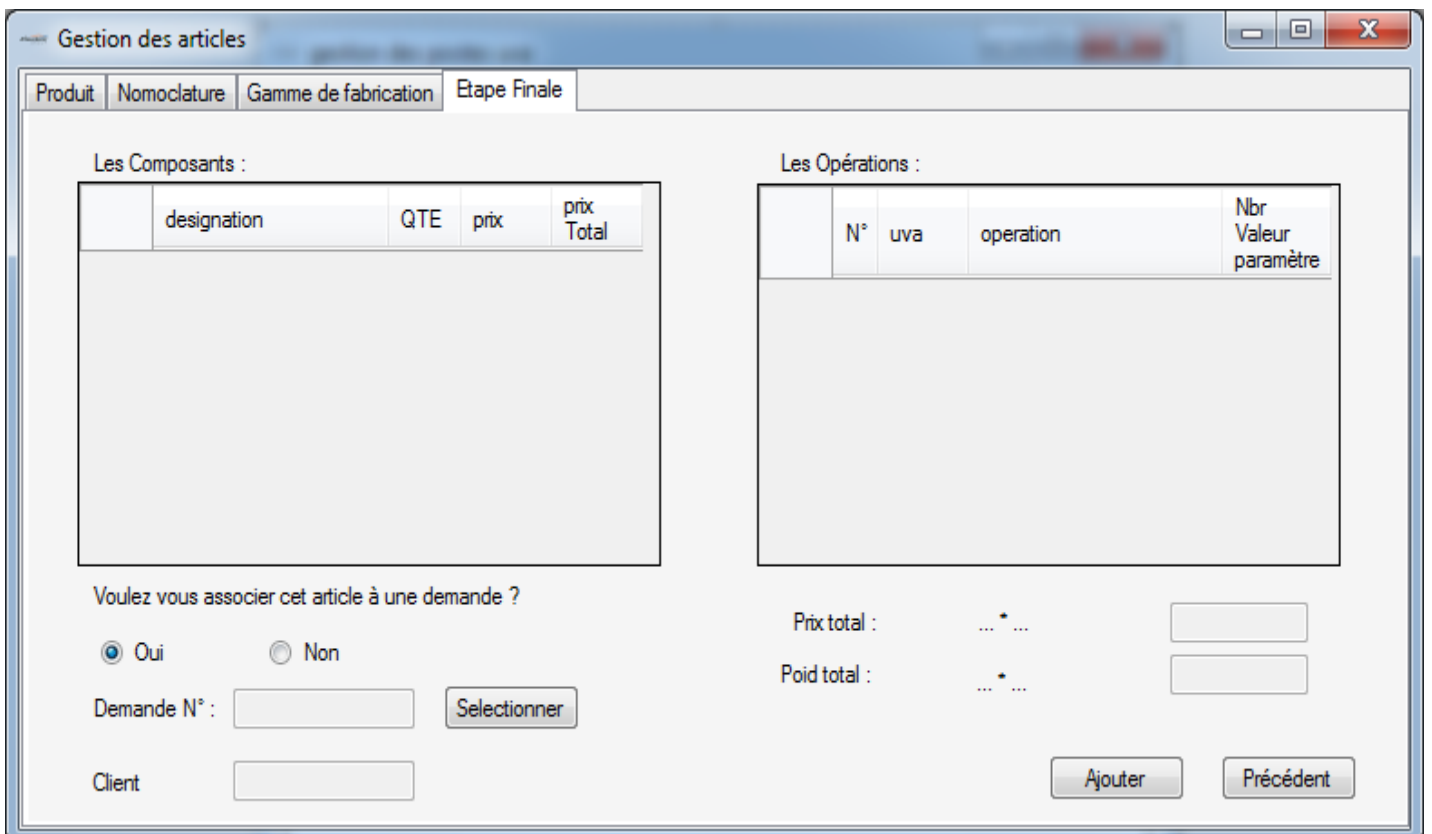 Gestion des articles
Produit Nomoclature Gamme de fabrication Etape Finale
Les Composants :
designation QTE prix prix Total
Les Opérations :
N° uva operation Nbr Valeur paramètre
Voulez vous associer cet article à une demande ?
Oui Non
Demande N° : Selectionner
Client
Prix total : ... * ...
Poid total : ... * ...
Ajouter Précédent